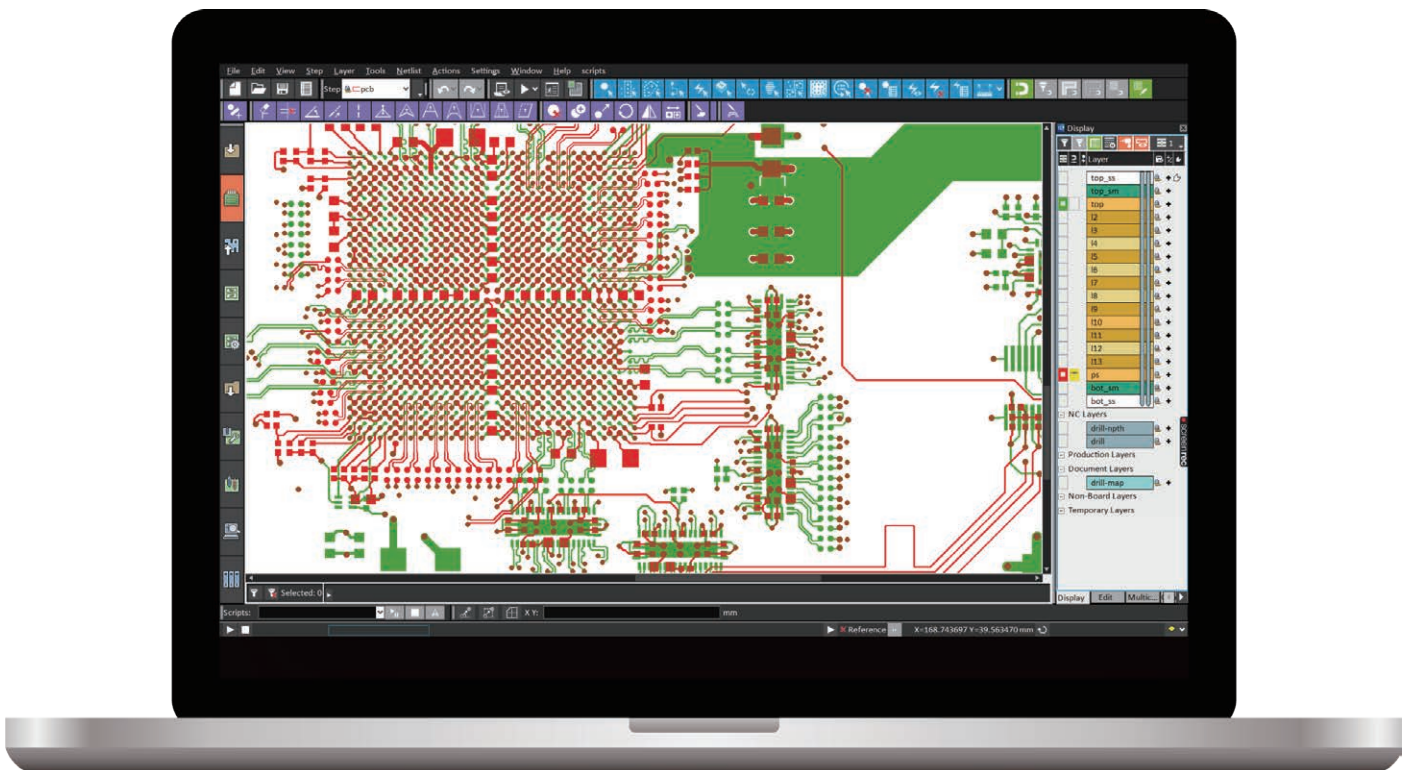 File Edit View Step Layer Tools Netlist Actions Settings Window Help scripts
Step pcb
Display
Layer
top_ss
top_sm
top
l2
l3
l4
l5
l6
l7
l8
l9
l10
l11
l12
l13
ps
bot_sm
bot_ss
NC Layers
drill-npth
drill
Production Layers
Document Layers
drill-map
Non-Board Layers
Temporary Layers
screenrec
Selected: 0
Display Edit Multic...
Scripts: X Y: mm
Reference X=168.743697 Y=39.563470 mm